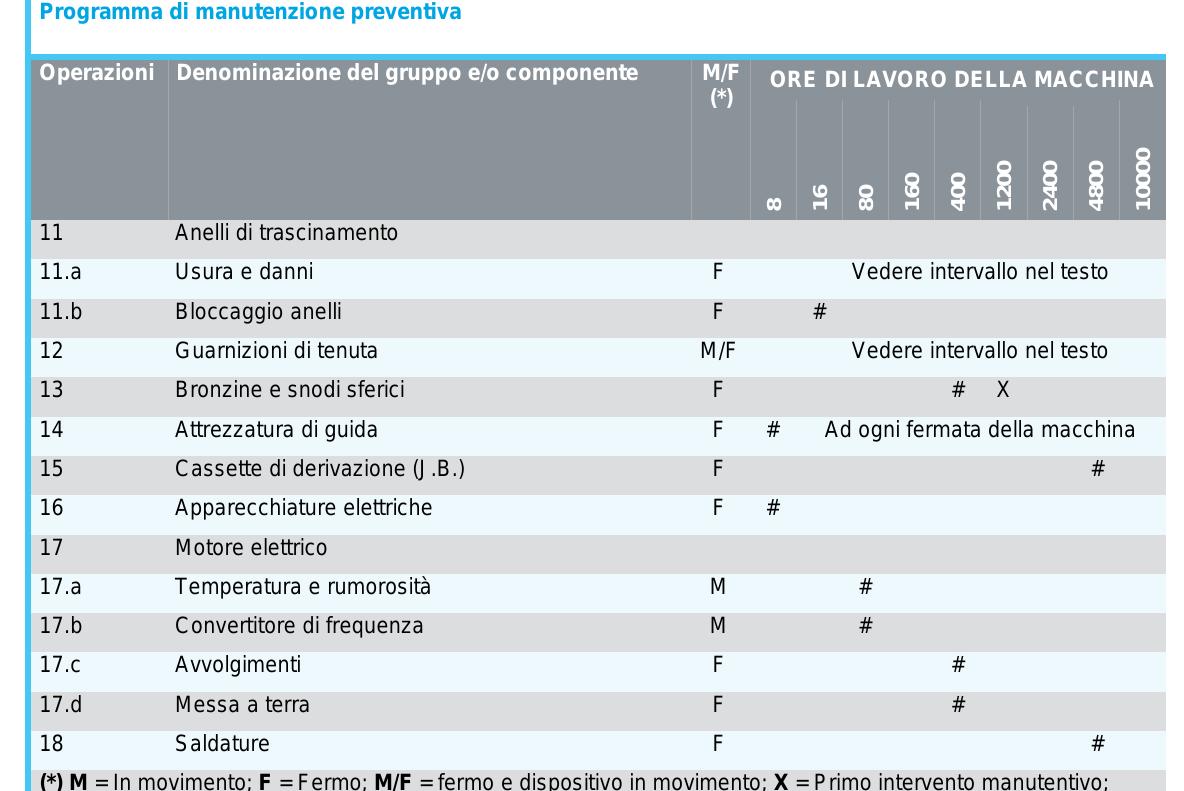 Programma di manutenzione preventiva
Operazioni Denominazione del gruppo e/o componente M/F (*) ORE DI LAVORO DELLA MACCHINA
8 16 80 160 400 1200 2400 4800 10000
11 Anelli di trascinamento
11.a Usura e danni F Vedere intervallo nel testo
11.b Bloccaggio anelli F #
12 Guarnizioni di tenuta M/F Vedere intervallo nel testo
13 Bronzine e snodi sferici F # X
14 Attrezzatura di guida F # Ad ogni fermata della macchina
15 Cassette di derivazione (J.B.) F #
16 Apparecchiature elettriche F #
17 Motore elettrico
17.a Temperatura e rumorosità M #
17.b Convertitore di frequenza M #
17.c Avvolgimenti F #
17.d Messa a terra F #
18 Saldature F #
(*) M = In movimento; F = Fermo; M/F = fermo e dispositivo in movimento; X = Primo intervento manutentivo;